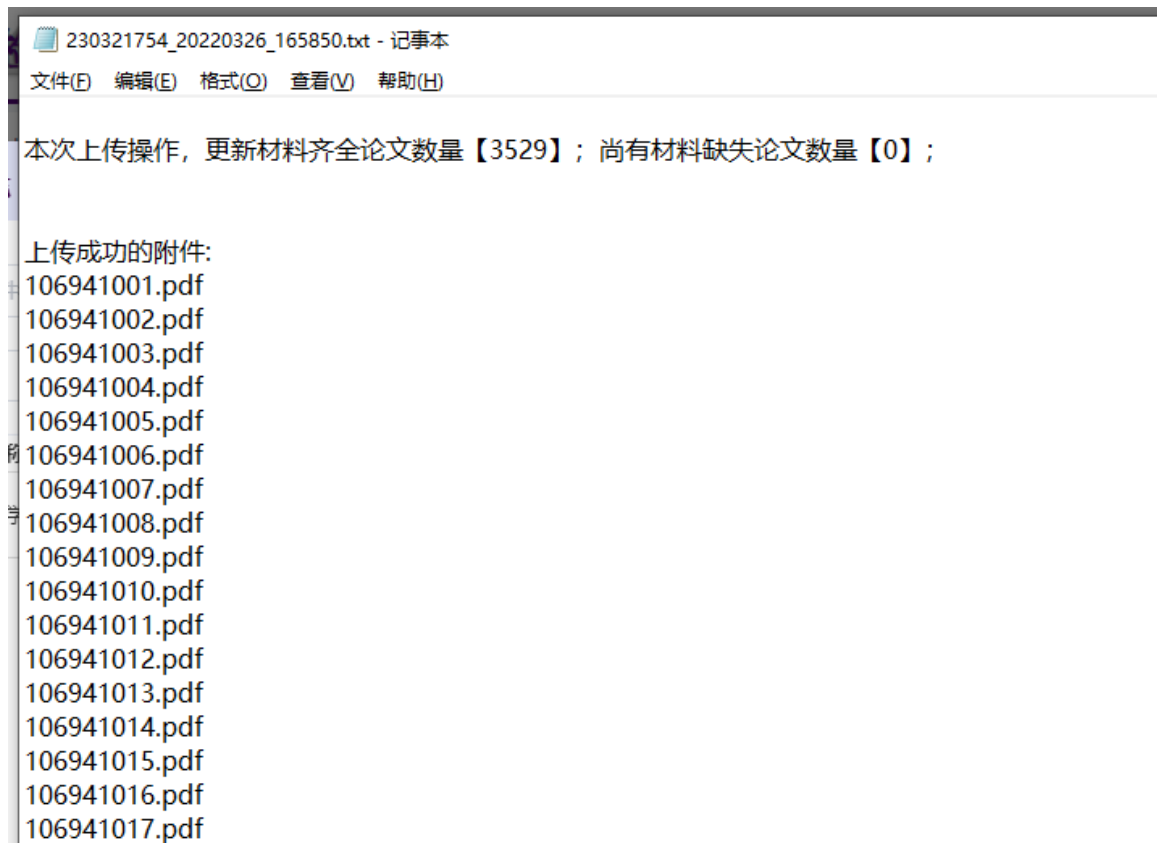 230321754_20220326_165850.txt - 记事本
文件(F) 编辑(E) 格式(O) 查看(V) 帮助(H)
本次上传操作，更新材料齐全论文数量【3529】；尚有材料缺失论文数量【0】；
上传成功的附件:
106941001.pdf
106941002.pdf
106941003.pdf
106941004.pdf
106941005.pdf
106941006.pdf
106941007.pdf
106941008.pdf
106941009.pdf
106941010.pdf
106941011.pdf
106941012.pdf
106941013.pdf
106941014.pdf
106941015.pdf
106941016.pdf
106941017.pdf